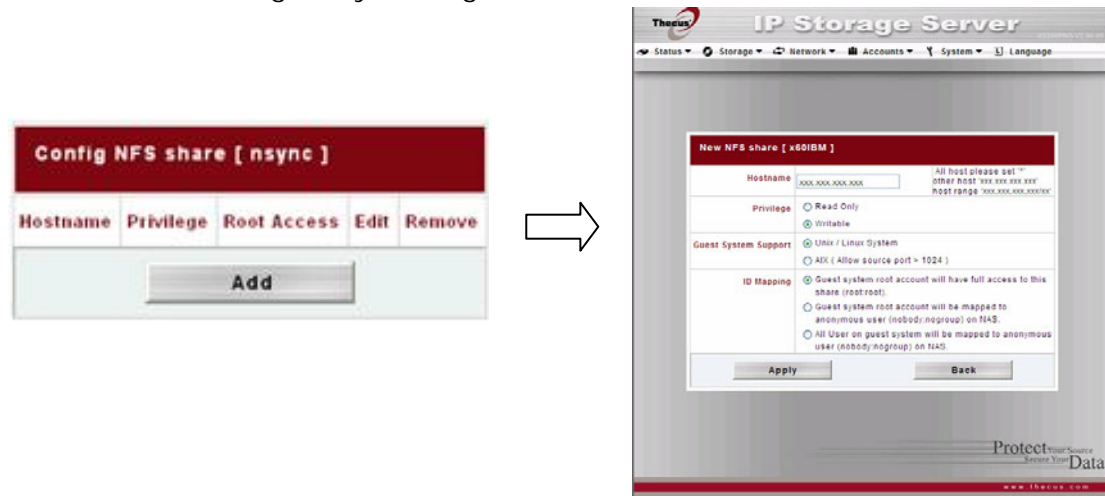 Config NFS share [ nsync ]
Hostname Privilege Root Access Edit Remove
Add
Thecus
IP Storage Server
Status Storage Network Accounts System Language
New NFS share [ x60IBM ]
Hostname xxx.xxx.xxx.xxx
All host please set '*'
other host 'xxx.xxx.xxx.xxx'
host range 'xxx.xxx.xxx.xxx/xx'
Privilege Read Only
Writable
Guest System Support Unix / Linux System
AIX ( Allow source port > 1024 )
ID Mapping Guest system root account will have full access to this
share (root:root).
Guest system root account will be mapped to
anonymous user (nobody:nogroup) on NAS.
All User on guest system will be mapped to anonymous
user (nobody:nogroup) on NAS.
Apply Back
Protect Your Source
Secure Your Data
www.thecus.com